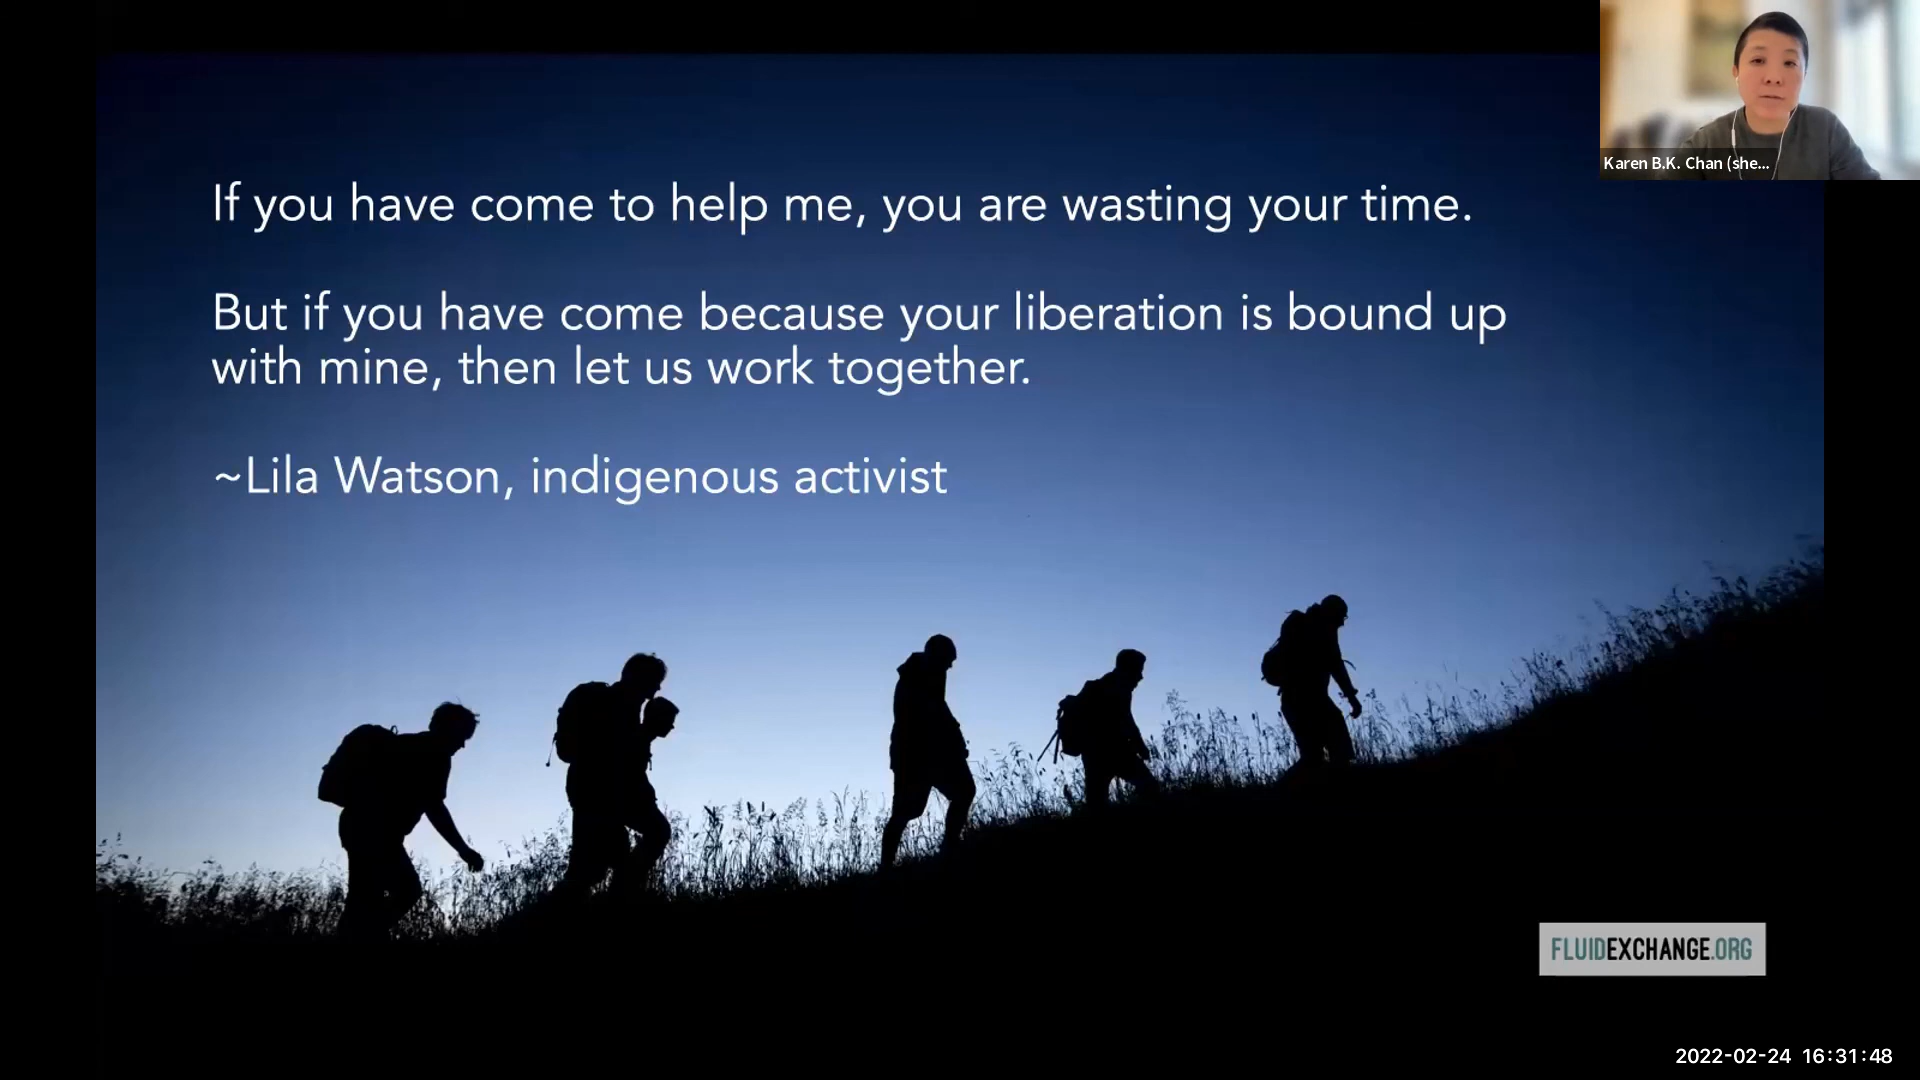 Karen B.K. Chan (she...
If you have come to help me, you are wasting your time.
But if you have come because your liberation is bound up
with mine, then let us work together.
~Lila Watson, indigenous activist
FLUIDEXCHANGE.ORG
2022-02-24 16:31:48